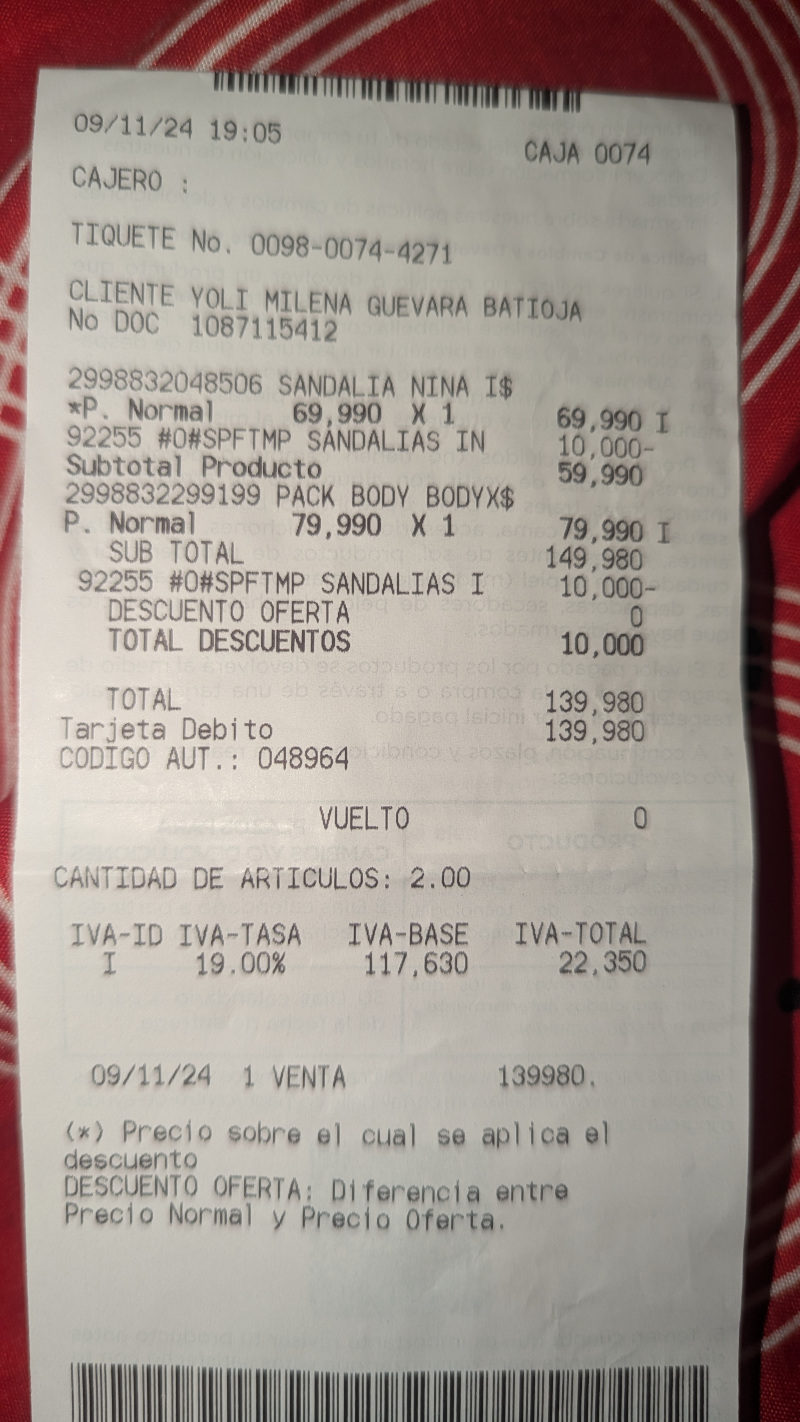 09/11/24 19:05 CAJA 0074
CAJERO :
TIQUETE No. 0098-0074-4271
CLIENTE YOLI MILENA GUEVARA BATIOJA
No DOC 1087115412
2998832048506 SANDALIA NINA I$
*P. Normal 69,990 X 1 69,990 I
92255 #0#SPFTMP SANDALIAS IN 10,000-
Subtotal Producto 59,990
2998832299199 PACK BODY BODYX$
P. Normal 79,990 X 1 79,990 I
SUB TOTAL 149,980
92255 #0#SPFTMP SANDALIAS I 10,000-
DESCUENTO OFERTA 0
TOTAL DESCUENTOS 10,000
TOTAL 139,980
Tarjeta Debito 139,980
CODIGO AUT.: 048964
VUELTO 0
CANTIDAD DE ARTICULOS: 2.00
IVA-ID IVA-TASA IVA-BASE IVA-TOTAL
I 19.00% 117,630 22,350
09/11/24 1 VENTA 139980.
(*) Precio sobre el cual se aplica el
descuento
DESCUENTO OFERTA: Diferencia entre
Precio Normal y Precio Oferta.